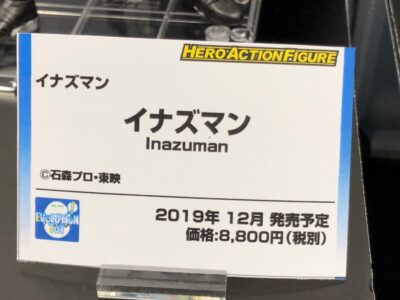 HERO ACTION FIGURE
イナズマン
イナズマン
Inazuman
©石森プロ・東映
EVOLUTION
TOY
2019年 12月 発売予定
価格:8,800円(税別)